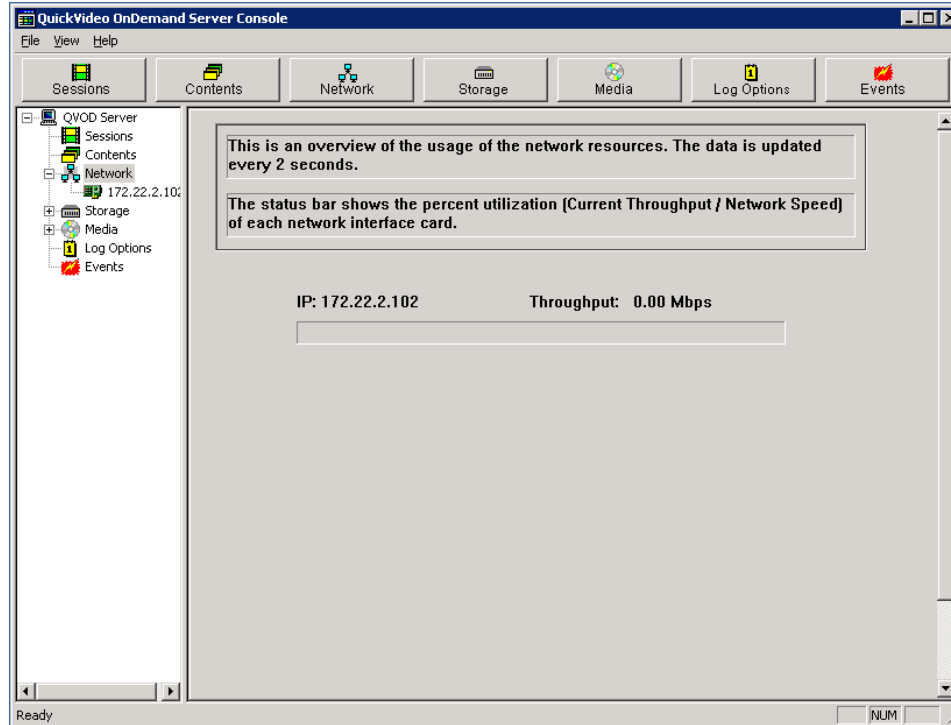 QuickVideo OnDemand Server Console
File View Help
Sessions Contents Network Storage Media Log Options Events
QVOD Server
Sessions
Contents
Network
172.22.2.102
Storage
Media
Log Options
Events
This is an overview of the usage of the network resources. The data is updated
every 2 seconds.
The status bar shows the percent utilization (Current Throughput / Network Speed)
of each network interface card.
IP: 172.22.2.102 Throughput: 0.00 Mbps
Ready NUM